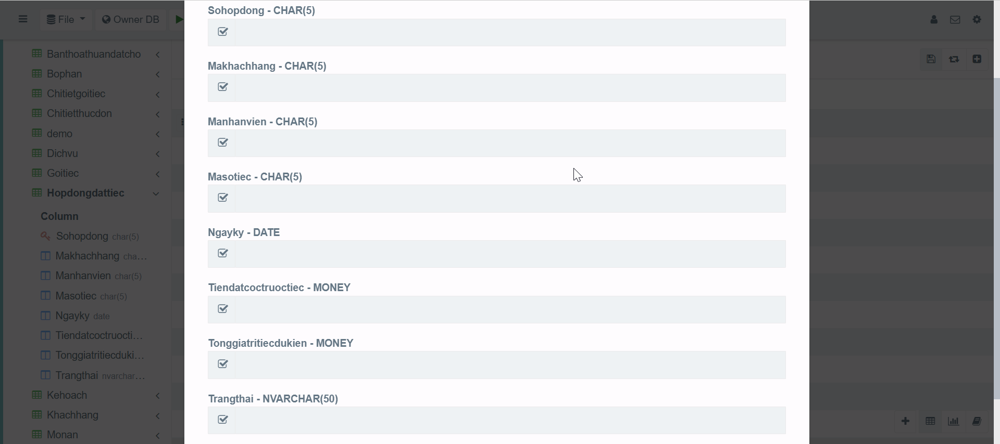 File
Owner DB
Banthoathuandatcho
Bophan
Chitietgoitiec
Chitietthucdon
demo
Dichvu
Goitiec
Hopdongdattiec
Column
Sohopdong char(5)
Makhachhang cha...
Manhanvien char(5)
Masotiec char(5)
Ngayky date
Tiendatcoctruocti...
Tonggiatritiecduki...
Trangthai nvarchar...
Kehoach
Khachhang
Monan
Sohopdong - CHAR(5)
Makhachhang - CHAR(5)
Manhanvien - CHAR(5)
Masotiec - CHAR(5)
Ngayky - DATE
Tiendatcoctruoctiec - MONEY
Tonggiatritiecdukien - MONEY
Trangthai - NVARCHAR(50)